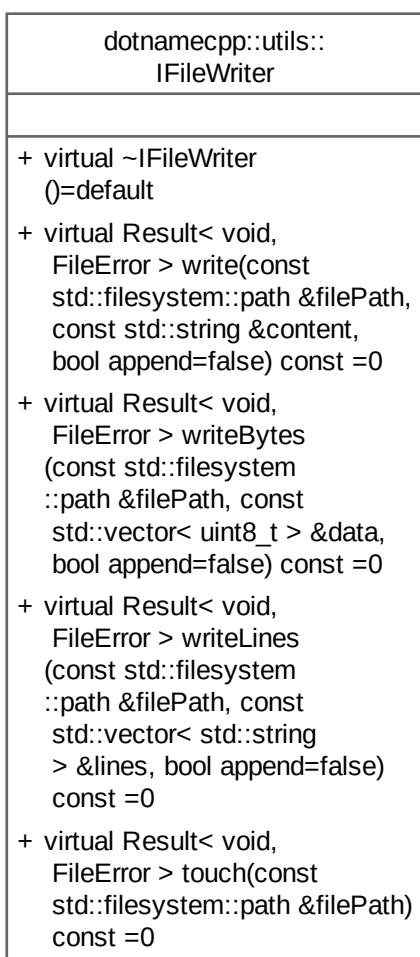 dotnamecpp::utils::
IFileWriter
+ virtual ~IFileWriter
()=default
+ virtual Result< void,
FileError > write(const
std::filesystem::path &filePath,
const std::string &content,
bool append=false) const =0
+ virtual Result< void,
FileError > writeBytes
(const std::filesystem
::path &filePath, const
std::vector< uint8_t > &data,
bool append=false) const =0
+ virtual Result< void,
FileError > writeLines
(const std::filesystem
::path &filePath, const
std::vector< std::string
> &lines, bool append=false)
const =0
+ virtual Result< void,
FileError > touch(const
std::filesystem::path &filePath)
const =0